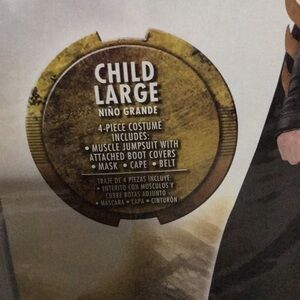 CHILD
LARGE
NIÑO GRANDE
4-PIECE COSTUME
INCLUDES:
• MUSCLE JUMPSUIT WITH
ATTACHED BOOT COVERS
• MASK • CAPE • BELT
TRAJE DE 4 PIEZAS INCLUYE:
• ENTERITO CON MÚSCULOS Y
CUBRE BOTAS ADJUNTO
• MÁSCARA • CAPA • CINTURÓN